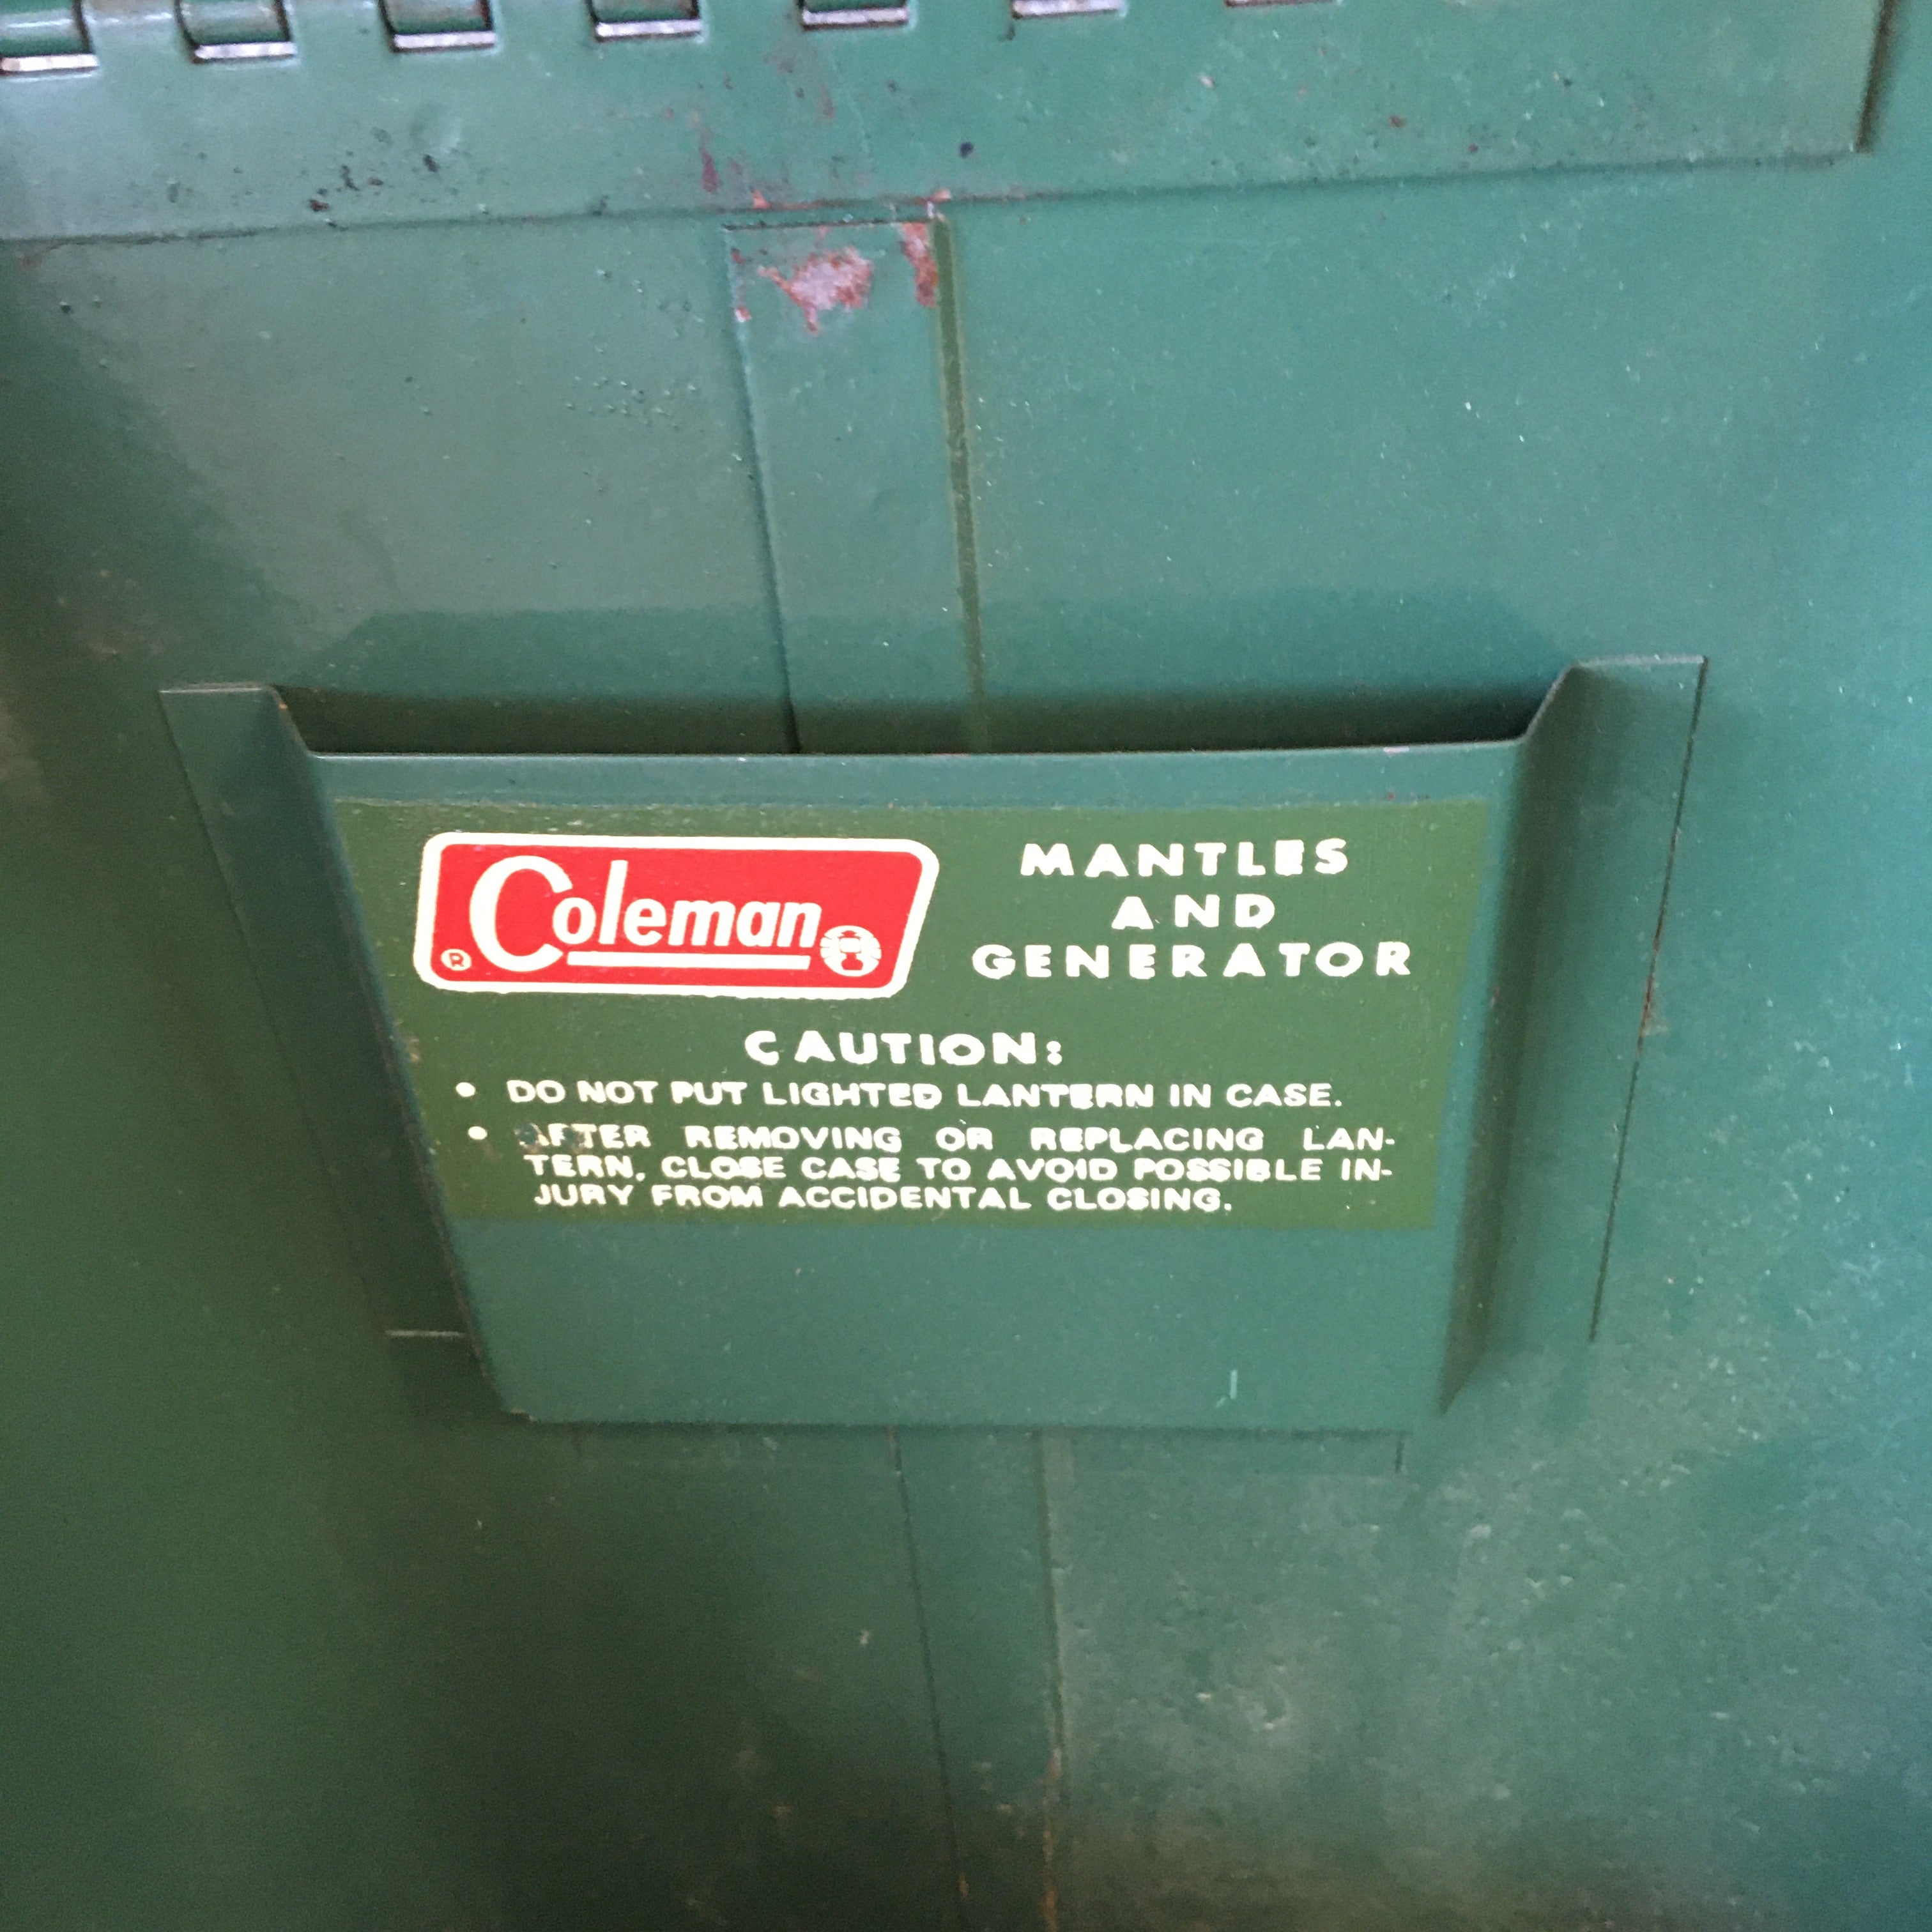 Coleman
®
MANTLES
AND
GENERATOR
CAUTION:
• DO NOT PUT LIGHTED LANTERN IN CASE.
• AFTER REMOVING OR REPLACING LAN-
TERN, CLOSE CASE TO AVOID POSSIBLE IN-
JURY FROM ACCIDENTAL CLOSING.